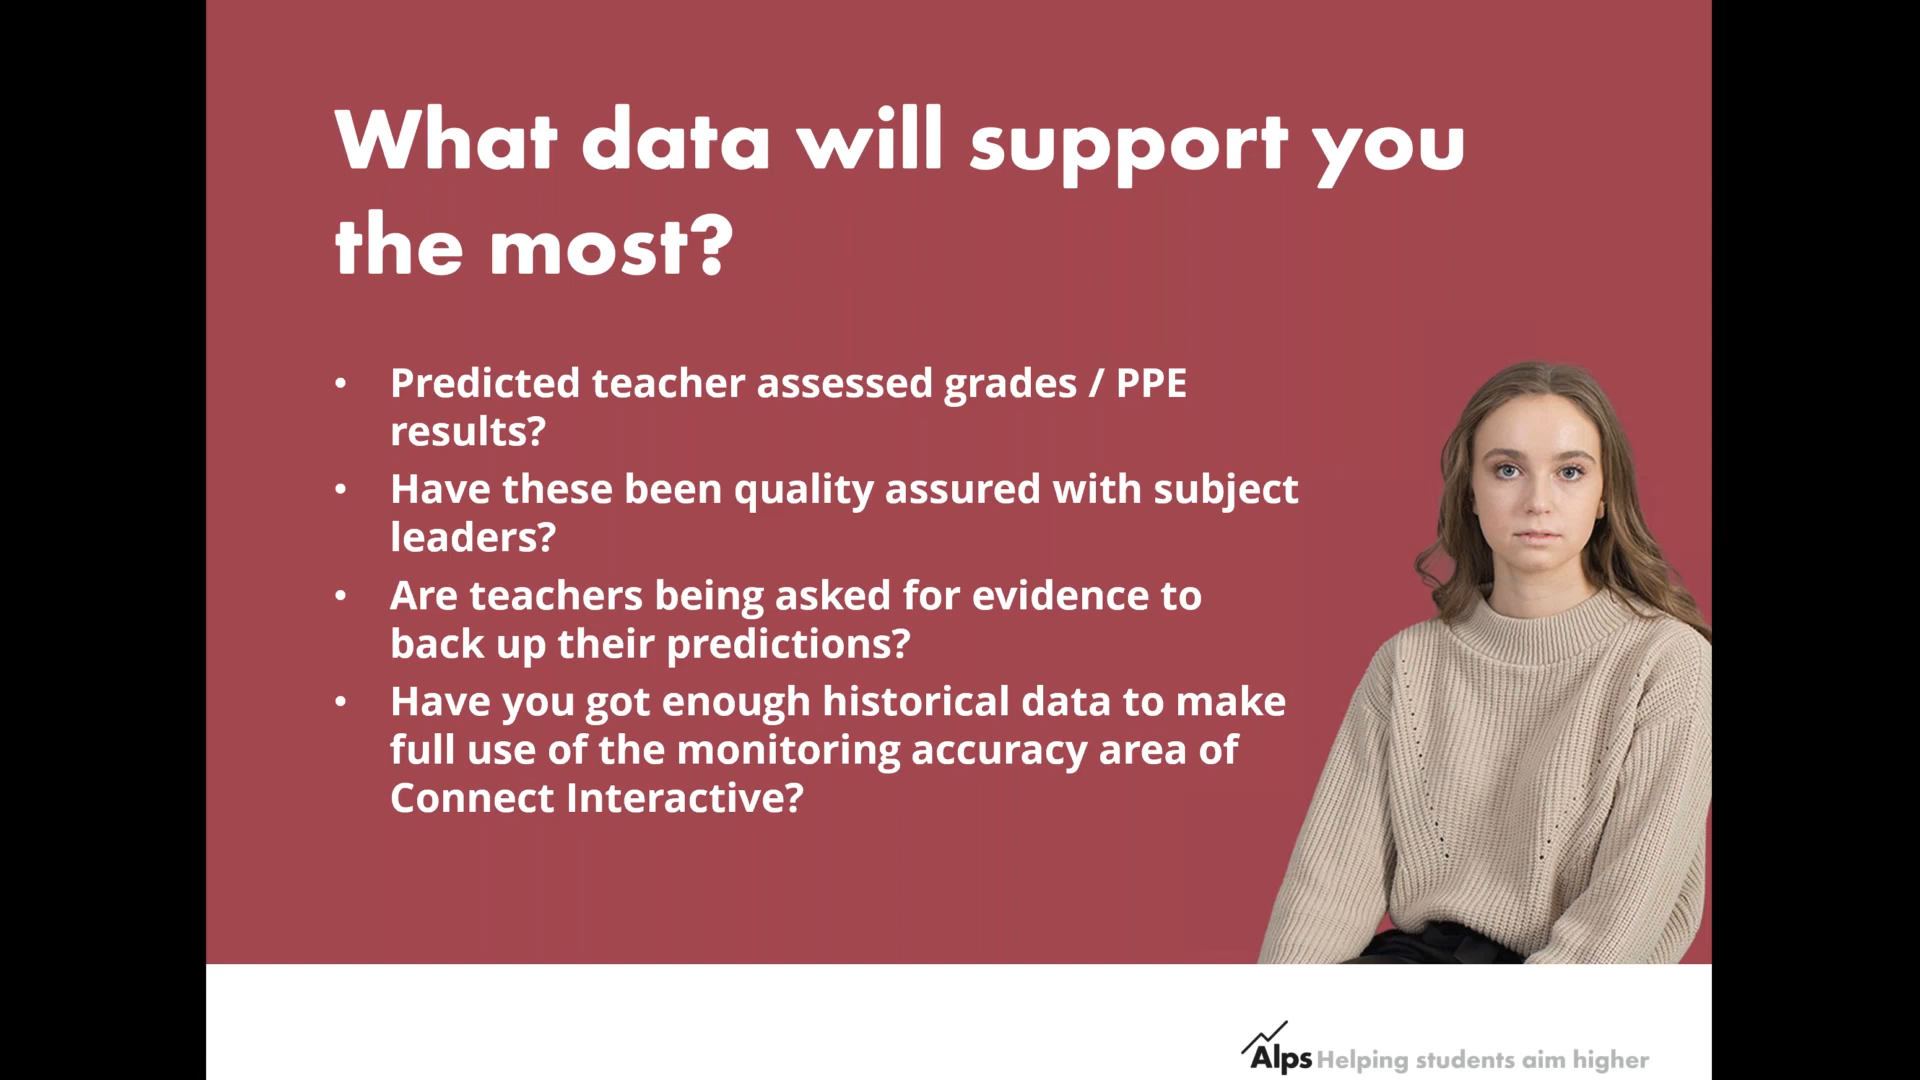 What data will support you
the most?
• Predicted teacher assessed grades / PPE
results?
• Have these been quality assured with subject
leaders?
• Are teachers being asked for evidence to
back up their predictions?
• Have you got enough historical data to make
full use of the monitoring accuracy area of
Connect Interactive?
Alps Helping students aim higher